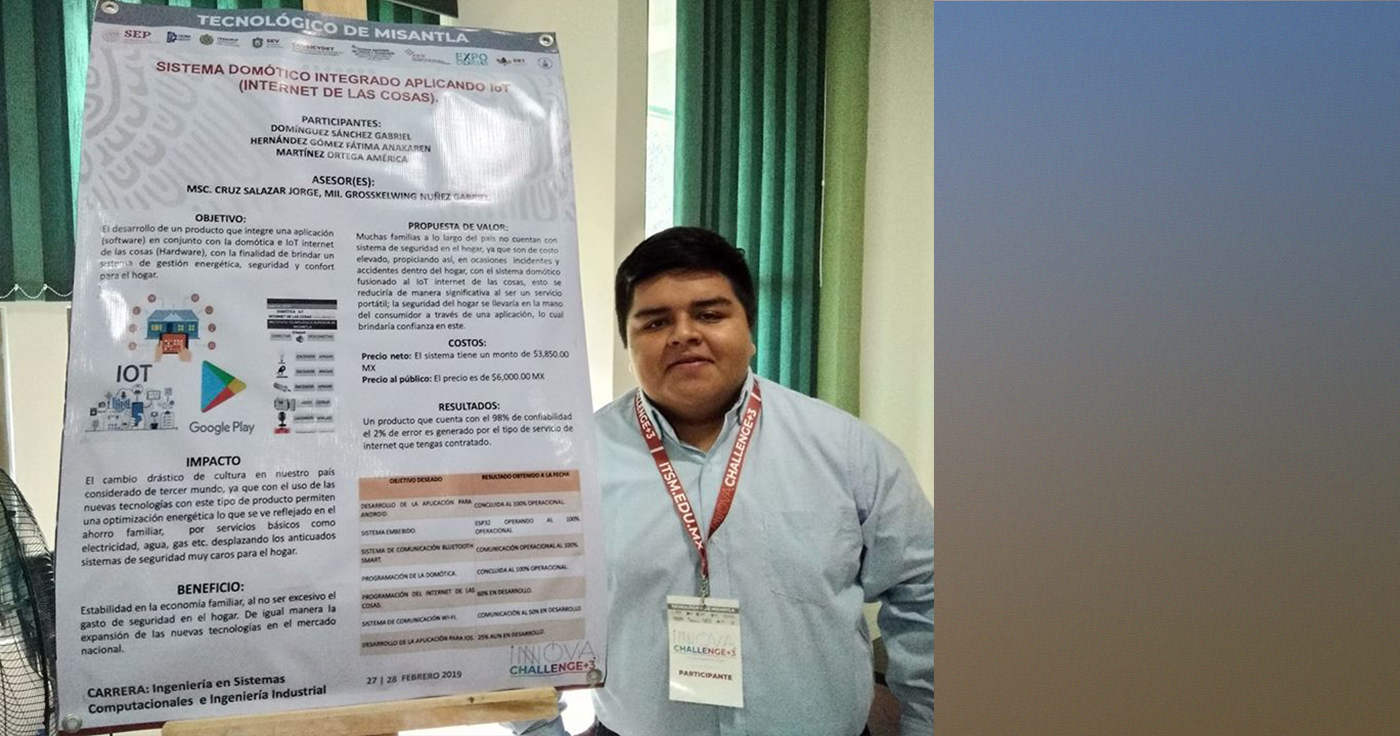 TECNOLÓGICO DE MISANTLA
SEP
SEV
EXPO
DET
SISTEMA DOMÓTICO INTEGRADO APLICANDO IoT
(INTERNET DE LAS COSAS).
PARTICIPANTES:
DOMÍNGUEZ SÁNCHEZ GABRIEL
HERNÁNDEZ GÓMEZ FÁTIMA ANAKAREN
MARTÍNEZ ORTEGA AMÉRICA
ASESOR(ES):
MSC. CRUZ SALAZAR JORGE, MII. GROSSKELWING NUÑEZ GABRIEL
OBJETIVO:
El desarrollo de un producto que integre una aplicación
(software) en conjunto con la domótica e IoT internet
de las cosas (Hardware), con la finalidad de brindar un
sistema de gestión energética, seguridad y confort
para el hogar.
IOT
Google Play
IMPACTO
El cambio drástico de cultura en nuestro país
considerado de tercer mundo, ya que con el uso de las
nuevas tecnologías con este tipo de producto permiten
una optimización energética lo que se ve reflejado en el
ahorro familiar, por servicios básicos como
electricidad, agua, gas etc. desplazando los anticuados
sistemas de seguridad muy caros para el hogar.
BENEFICIO:
Estabilidad en la economía familiar, al no ser excesivo el
gasto de seguridad en el hogar. De igual manera la
expansión de las nuevas tecnologías en el mercado
nacional.
CARRERA: Ingeniería en Sistemas
Computacionales e Ingeniería Industrial
PROPUESTA DE VALOR:
Muchas familias a lo largo del país no cuentan con
sistema de seguridad en el hogar, ya que son de costo
elevado, propiciando así, en ocasiones incidentes y
accidentes dentro del hogar, con el sistema domótico
fusionado al IoT internet de las cosas, esto se
reduciría de manera significativa al ser un servicio
portátil; la seguridad del hogar se llevaría en la mano
del consumidor a través de una aplicación, lo cual
brindaría confianza en este.
COSTOS:
Precio neto: El sistema tiene un monto de $3,850.00
MX
Precio al público: El precio es de $6,000.00 MX
RESULTADOS:
Un producto que cuenta con el 98% de confiabilidad
el 2% de error es generado por el tipo de servicio de
internet que tengas contratado.
OBJETIVO DESEADO RESULTADO OBTENIDO A LA FECHA
DESARROLLO DE LA APLICACIÓN PARA ANDROID. CONCLUIDA AL 100% OPERACIONAL.
SISTEMA EMBEBIDO. ESP32 OPERANDO AL 100% OPERACIONAL
SISTEMA DE COMUNICACIÓN BLUETOOTH SMART. COMUNICACIÓN OPERACIONAL AL 100%.
PROGRAMACIÓN DE LA DOMÓTICA. CONCLUIDA AL 100% OPERACIONAL.
PROGRAMACIÓN DEL INTERNET DE LAS COSAS. 60% EN DESARROLLO.
SISTEMA DE COMUNICACIÓN WI-FI. COMUNICACIÓN AL 50% EN DESARROLLO
DESARROLLO DE LA APLICACIÓN PARA IOS. 25% AUN EN DESARROLLO.
27 | 28 FEBRERO 2019
INNOVA
CHALLENGE+3
CHALLENGE+3
ITSM.EDU.MX
INNOVACHALLENGE+3
TECNOLÓGICO DE MISANTLA
INNOVA
CHALLENGE+3
PARTICIPANTE